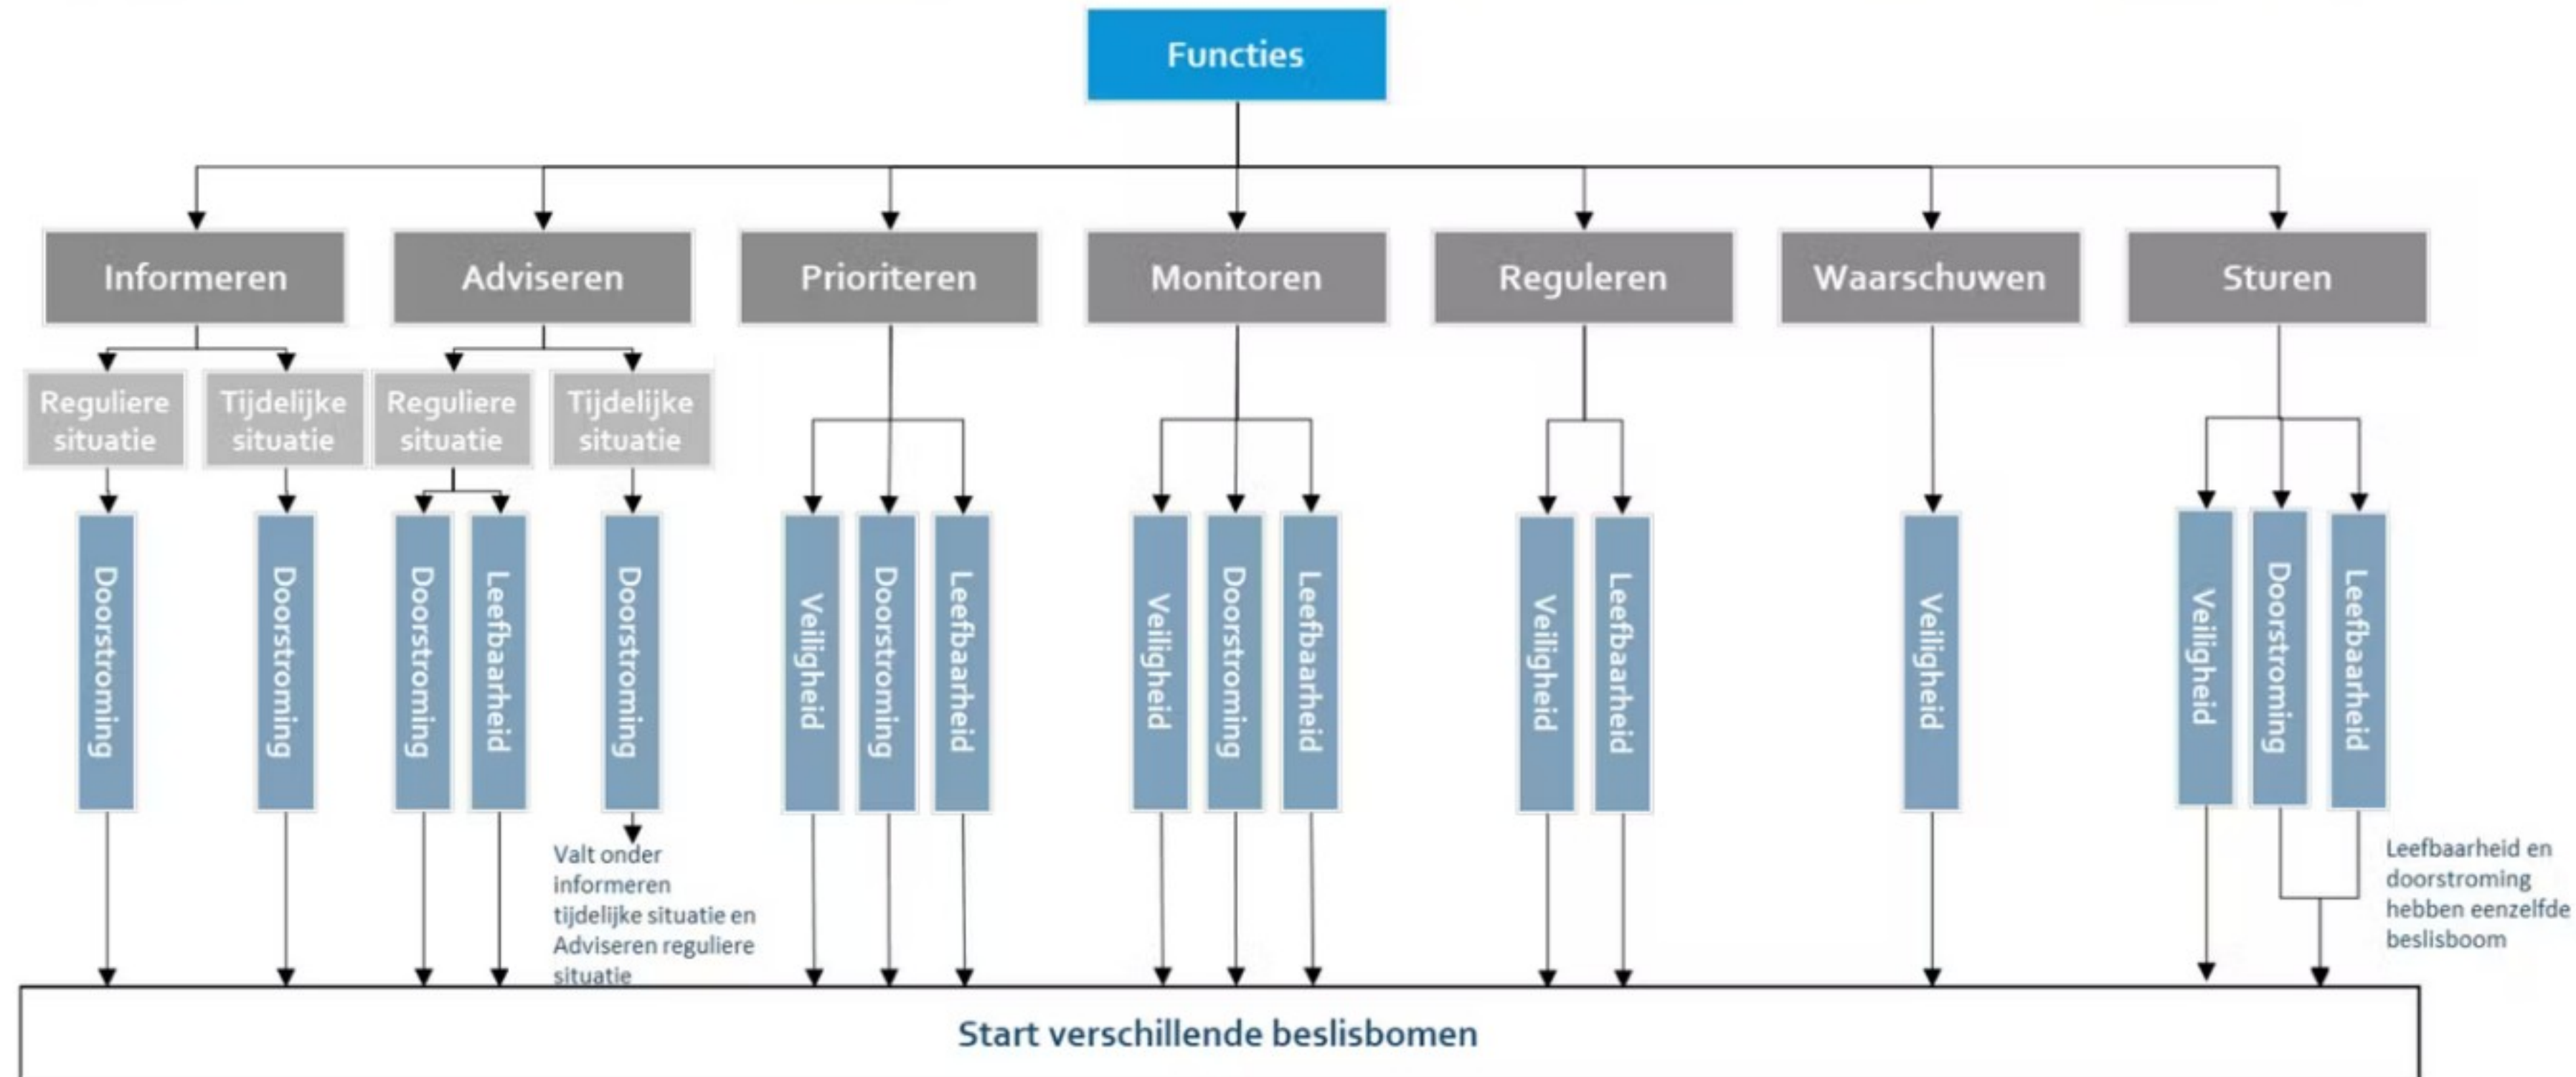 Functies
Informeren
Adviseren
Prioriteren
Monitoren
Reguleren
Waarschuwen
Sturen
Reguliere
situatie
Tijdelijke
situatie
Reguliere
situatie
Tijdelijke
situatie
Doorstroming
Doorstroming
Doorstroming
Leefbaarheid
Doorstroming
Veiligheid
Doorstroming
Leefbaarheid
Veiligheid
Doorstroming
Leefbaarheid
Veiligheid
Leefbaarheid
Veiligheid
Veiligheid
Doorstroming
Leefbaarheid
Valt onder
informeren
tijdelijke situatie en
Adviseren reguliere
situatie
Leefbaarheid en
doorstroming
hebben eenzelfde
beslisboom
Start verschillende beslisbomen